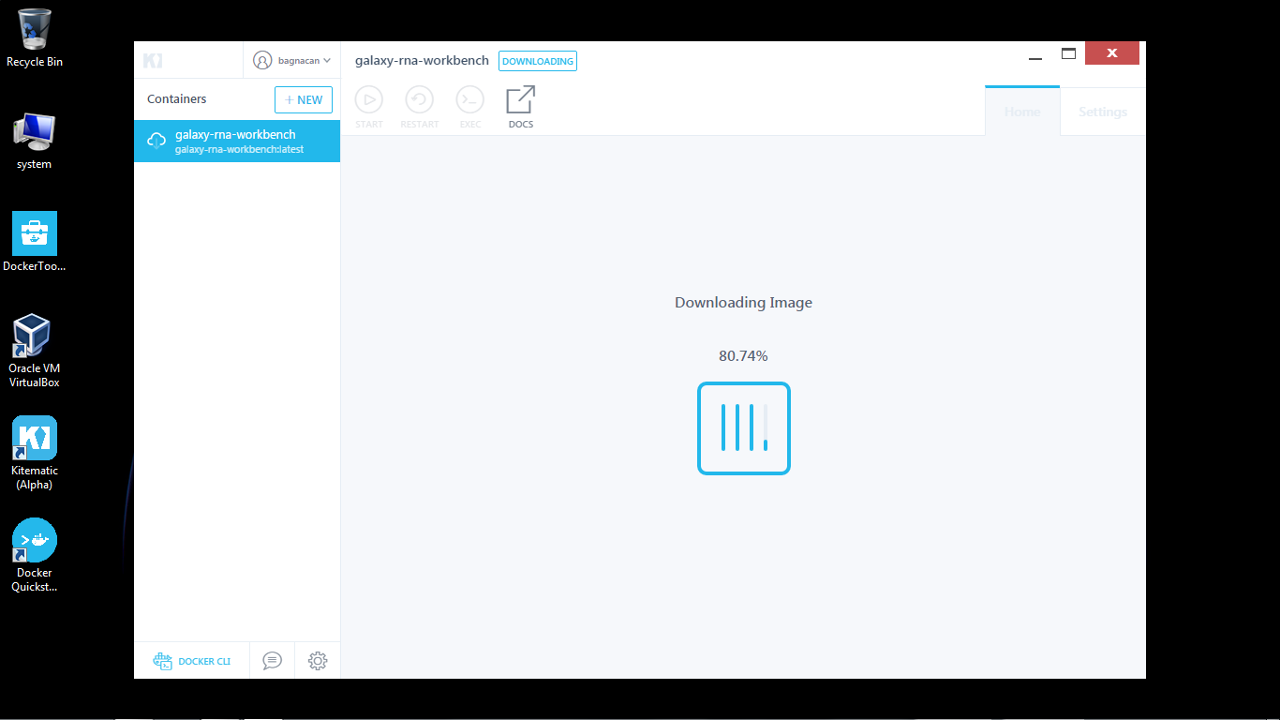 Recycle Bin
system
DockerToo...
Oracle VM
VirtualBox
Kitematic
(Alpha)
Docker
Quickst...
bagnacan
Containers
+ NEW
galaxy-rna-workbench
galaxy-rna-workbench:latest
DOCKER CLI
galaxy-rna-workbench
DOWNLOADING
START
RESTART
EXEC
DOCS
Home
Settings
Downloading Image
80.74%